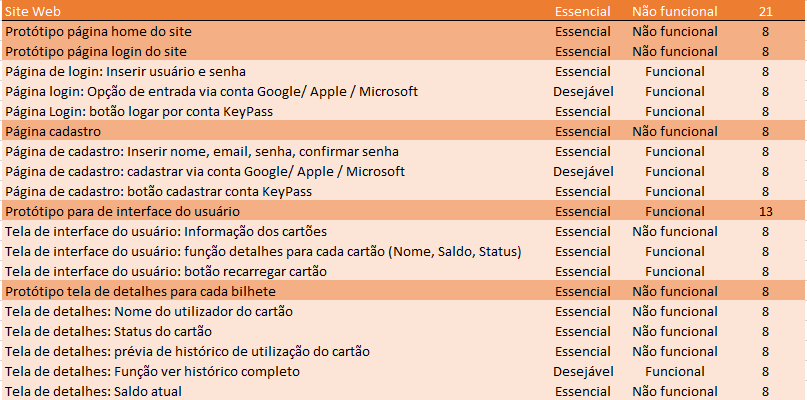 Site Web Essencial Não funcional 21
Protótipo página home do site Essencial Não funcional 8
Protótipo página login do site Essencial Não funcional 8
Página de login: Inserir usuário e senha Essencial Funcional 8
Página login: Opção de entrada via conta Google/ Apple / Microsoft Desejável Funcional 8
Página Login: botão logar por conta KeyPass Essencial Funcional 8
Página cadastro Essencial Não funcional 8
Página de cadastro: Inserir nome, email, senha, confirmar senha Essencial Funcional 8
Página de cadastro: cadastrar via conta Google/ Apple / Microsoft Desejável Funcional 8
Página de cadastro: botão cadastrar conta KeyPass Essencial Funcional 8
Protótipo para de interface do usuário Essencial Funcional 13
Tela de interface do usuário: Informação dos cartões Essencial Não funcional 8
Tela de interface do usuário: função detalhes para cada cartão (Nome, Saldo, Status) Essencial Funcional 8
Tela de interface do usuário: botão recarregar cartão Essencial Funcional 8
Protótipo tela de detalhes para cada bilhete Essencial Não funcional 8
Tela de detalhes: Nome do utilizador do cartão Essencial Não funcional 8
Tela de detalhes: Status do cartão Essencial Não funcional 8
Tela de detalhes: prévia de histórico de utilização do cartão Essencial Não funcional 8
Tela de detalhes: Função ver histórico completo Desejável Funcional 8
Tela de detalhes: Saldo atual Essencial Não funcional 8